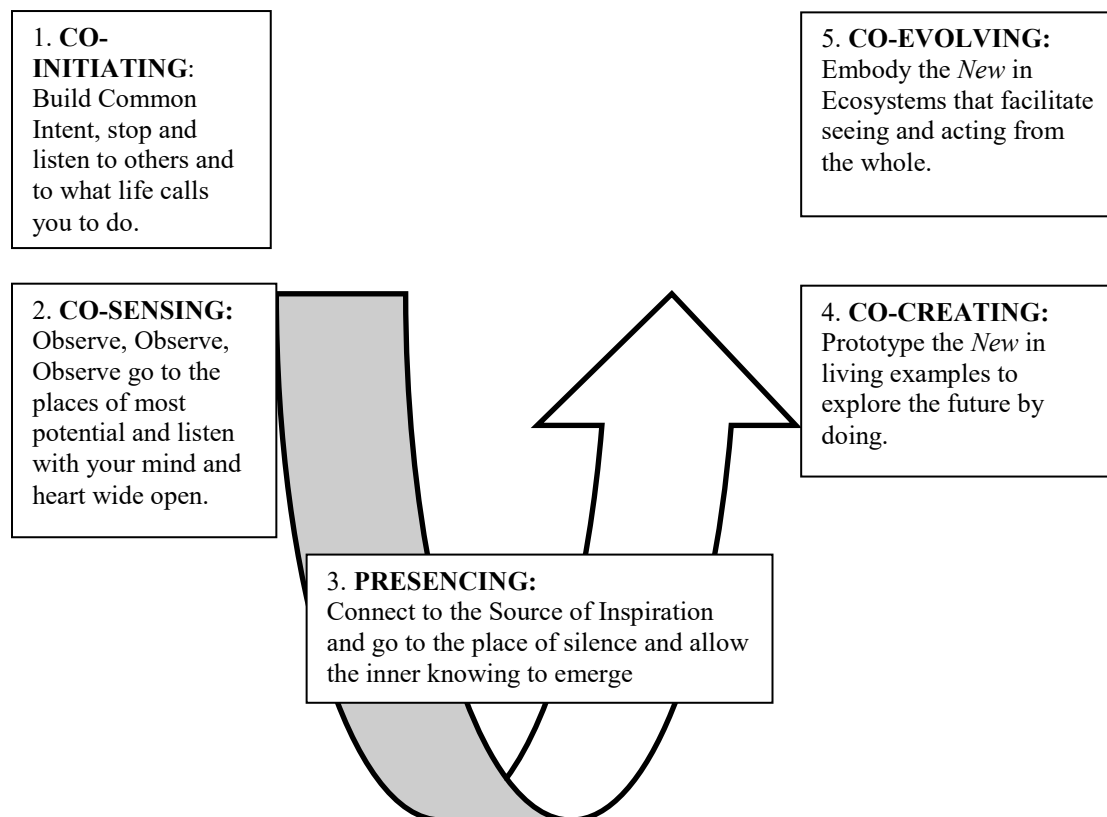 1. CO-
INITIATING:
Build Common
Intent, stop and
listen to others and
to what life calls
you to do.
2. CO-SENSING:
Observe, Observe,
Observe go to the
places of most
potential and listen
with your mind and
heart wide open.
3. PRESENCING:
Connect to the Source of Inspiration
and go to the place of silence and allow
the inner knowing to emerge
4. CO-CREATING:
Prototype the New in
living examples to
explore the future by
doing.
5. CO-EVOLVING:
Embody the New in
Ecosystems that facilitate
seeing and acting from
the whole.